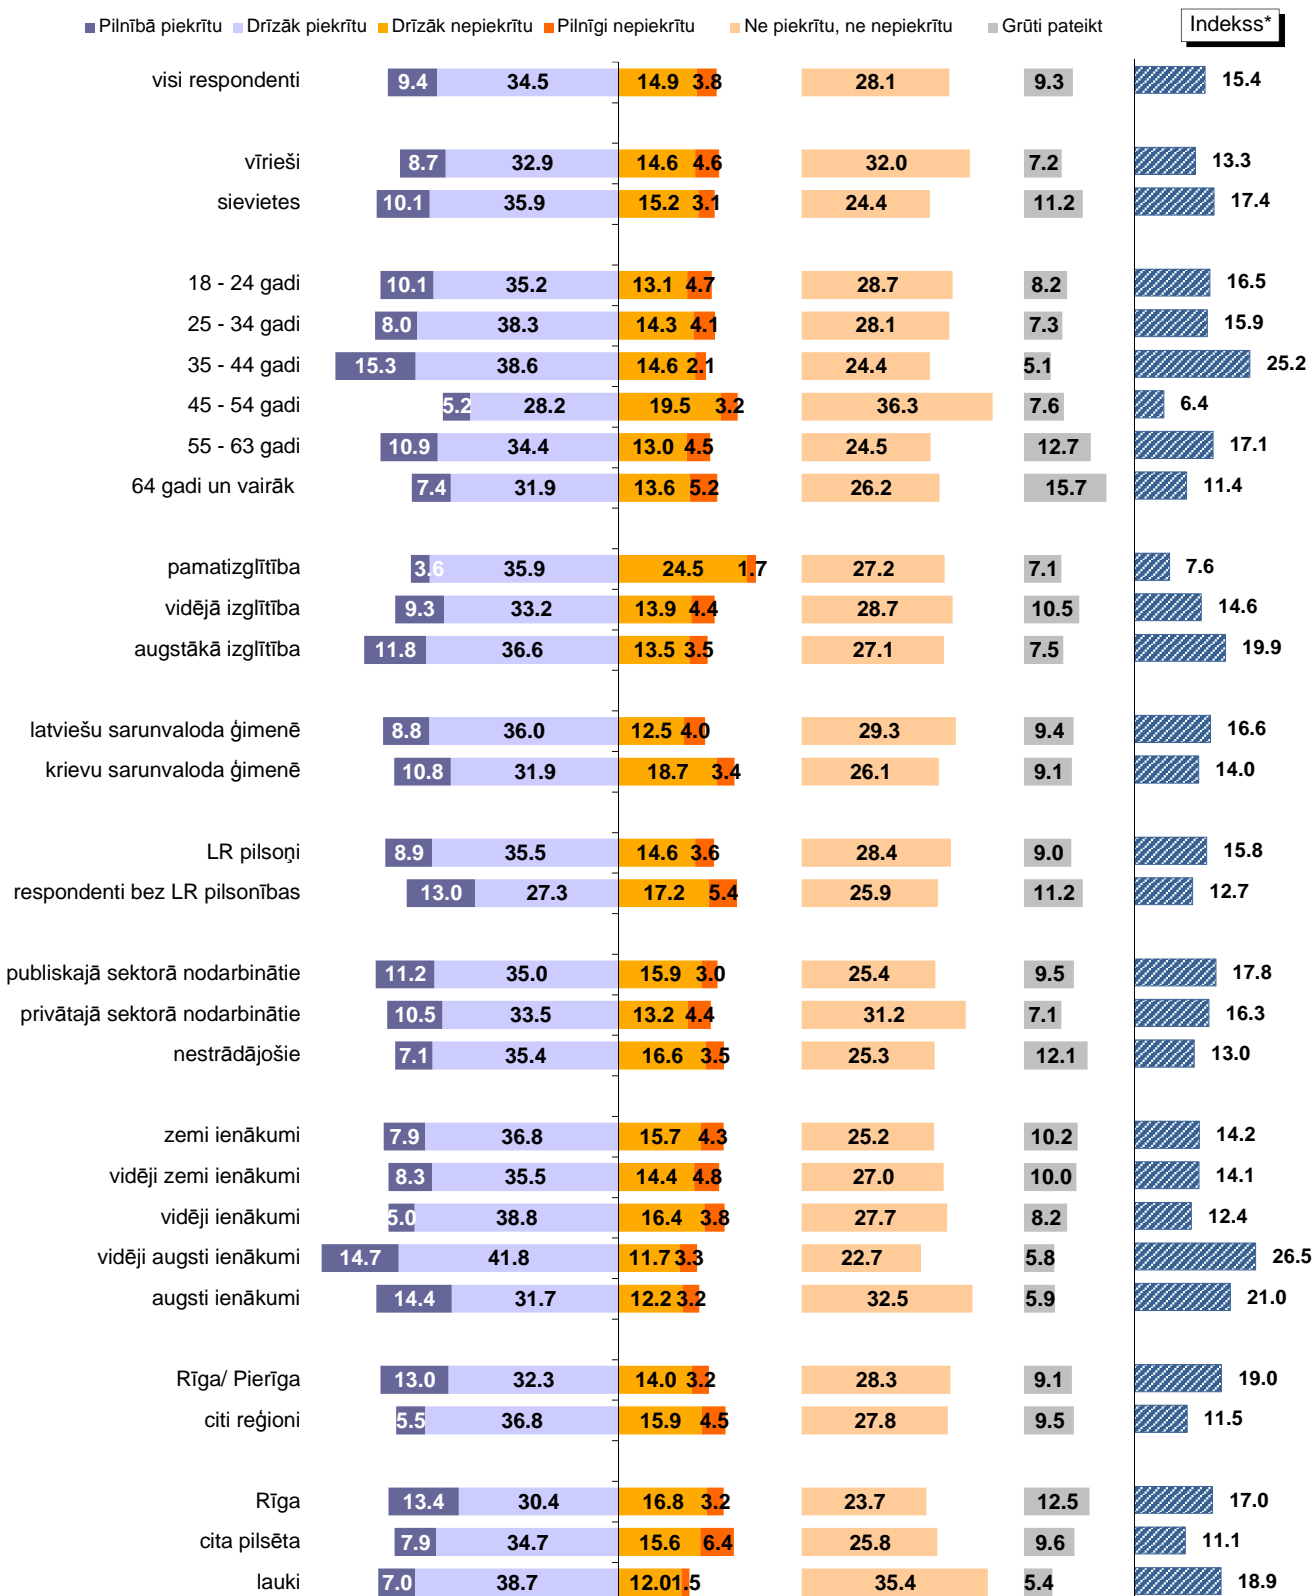 Pilnībā piekrītu Drīzāk piekrītu Drīzāk nepiekrītu Pilnīgi nepiekrītu Ne piekrītu, ne nepiekrītu Grūti pateikt Indekss*
visi respondenti 9.4 34.5 14.9 3.8 28.1 9.3 15.4
vīrieši 8.7 32.9 14.6 4.6 32.0 7.2 13.3
sievietes 10.1 35.9 15.2 3.1 24.4 11.2 17.4
18 - 24 gadi 10.1 35.2 13.1 4.7 28.7 8.2 16.5
25 - 34 gadi 8.0 38.3 14.3 4.1 28.1 7.3 15.9
35 - 44 gadi 15.3 38.6 14.6 2.1 24.4 5.1 25.2
45 - 54 gadi 5.2 28.2 19.5 3.2 36.3 7.6 6.4
55 - 63 gadi 10.9 34.4 13.0 4.5 24.5 12.7 17.1
64 gadi un vairāk 7.4 31.9 13.6 5.2 26.2 15.7 11.4
pamatizglītība 3.6 35.9 24.5 1.7 27.2 7.1 7.6
vidējā izglītība 9.3 33.2 13.9 4.4 28.7 10.5 14.6
augstākā izglītība 11.8 36.6 13.5 3.5 27.1 7.5 19.9
latviešu sarunvaloda ģimenē 8.8 36.0 12.5 4.0 29.3 9.4 16.6
krievu sarunvaloda ģimenē 10.8 31.9 18.7 3.4 26.1 9.1 14.0
LR pilsoņi 8.9 35.5 14.6 3.6 28.4 9.0 15.8
respondenti bez LR pilsonības 13.0 27.3 17.2 5.4 25.9 11.2 12.7
publiskajā sektorā nodarbinātie 11.2 35.0 15.9 3.0 25.4 9.5 17.8
privātajā sektorā nodarbinātie 10.5 33.5 13.2 4.4 31.2 7.1 16.3
nestrādājošie 7.1 35.4 16.6 3.5 25.3 12.1 13.0
zemi ienākumi 7.9 36.8 15.7 4.3 25.2 10.2 14.2
vidēji zemi ienākumi 8.3 35.5 14.4 4.8 27.0 10.0 14.1
vidēji ienākumi 5.0 38.8 16.4 3.8 27.7 8.2 12.4
vidēji augsti ienākumi 14.7 41.8 11.7 3.3 22.7 5.8 26.5
augsti ienākumi 14.4 31.7 12.2 3.2 32.5 5.9 21.0
Rīga/ Pierīga 13.0 32.3 14.0 3.2 28.3 9.1 19.0
citi reģioni 5.5 36.8 15.9 4.5 27.8 9.5 11.5
Rīga 13.4 30.4 16.8 3.2 23.7 12.5 17.0
cita pilsēta 7.9 34.7 15.6 6.4 25.8 9.6 11.1
lauki 7.0 38.7 12.0 1.5 35.4 5.4 18.9